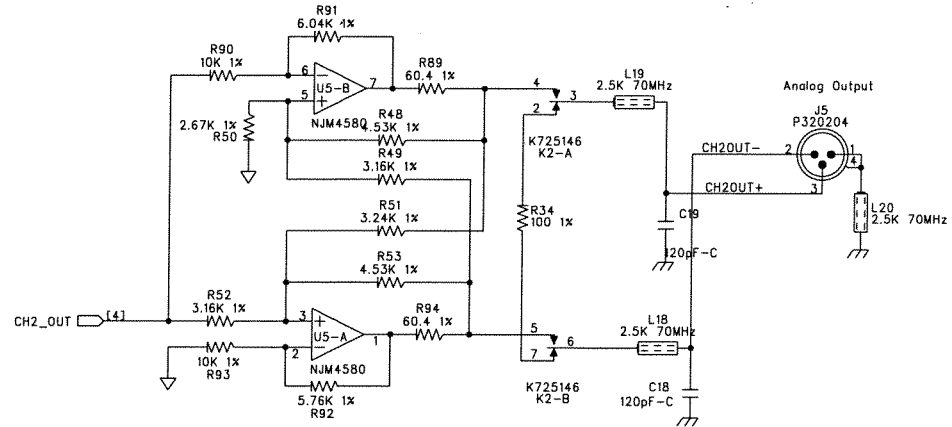 R91
6.04K 1%
R90
10K 1%
R89
60.4 1%
6
7
U5-B
5
NJM4580
2.67K 1%
R50
R48
4.53K 1%
R49
3.16K 1%
R51
3.24K 1%
R53
4.53K 1%
4
3
2
K725146
K2-A
L19
2.5K 70MHz
Analog Output
J5
P320204
CH2OUT-
2
1
4
CH2OUT+
3
L20
2.5K 70MHz
C19
120pF-C
R34
100 1%
CH2_OUT
[4]
R52
3.16K 1%
3
U5-A
1
2
NJM4580
R94
60.4 1%
10K 1%
R93
5.76K 1%
R92
5
6
7
K725146
K2-B
L18
2.5K 70MHz
C18
120pF-C